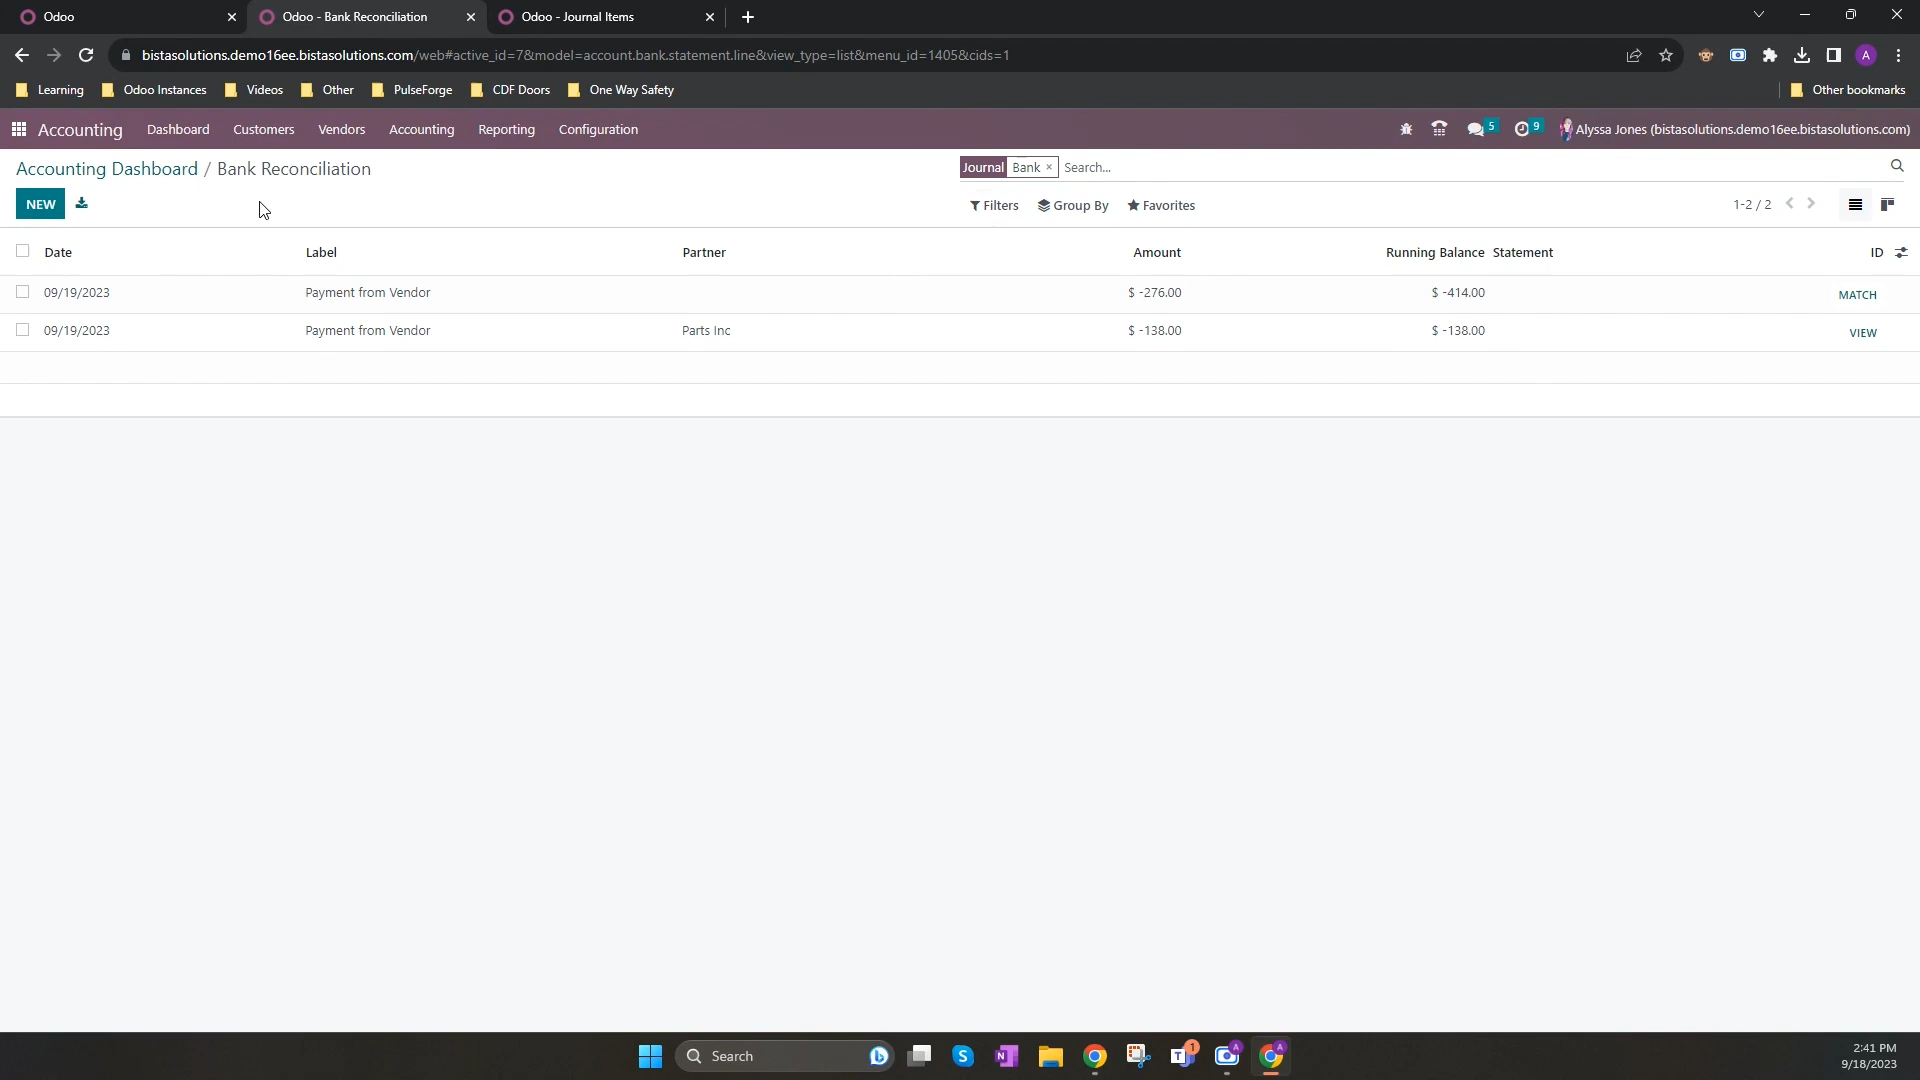 Odoo
Odoo - Bank Reconciliation
Odoo - Journal Items
bistasolutions.demo16ee.bistasolutions.com/web#active_id=7&model=account.bank.statement.line&view_type=list&menu_id=1405&cids=1
A
Learning
Odoo Instances
Videos
Other
PulseForge
CDF Doors
One Way Safety
Other bookmarks
Accounting Dashboard Customers Vendors Accounting Reporting Configuration
5
9
Alyssa Jones (bistasolutions.demo16ee.bistasolutions.com)
Accounting Dashboard / Bank Reconciliation
Journal Bank × Search...
NEW
Filters Group By Favorites
1-2 / 2
Date Label Partner Amount Running Balance Statement ID
09/19/2023 Payment from Vendor $ -276.00 $ -414.00 MATCH
09/19/2023 Payment from Vendor Parts Inc $ -138.00 $ -138.00 VIEW
Search
S
N
T
1
A
A
2:41 PM
9/18/2023